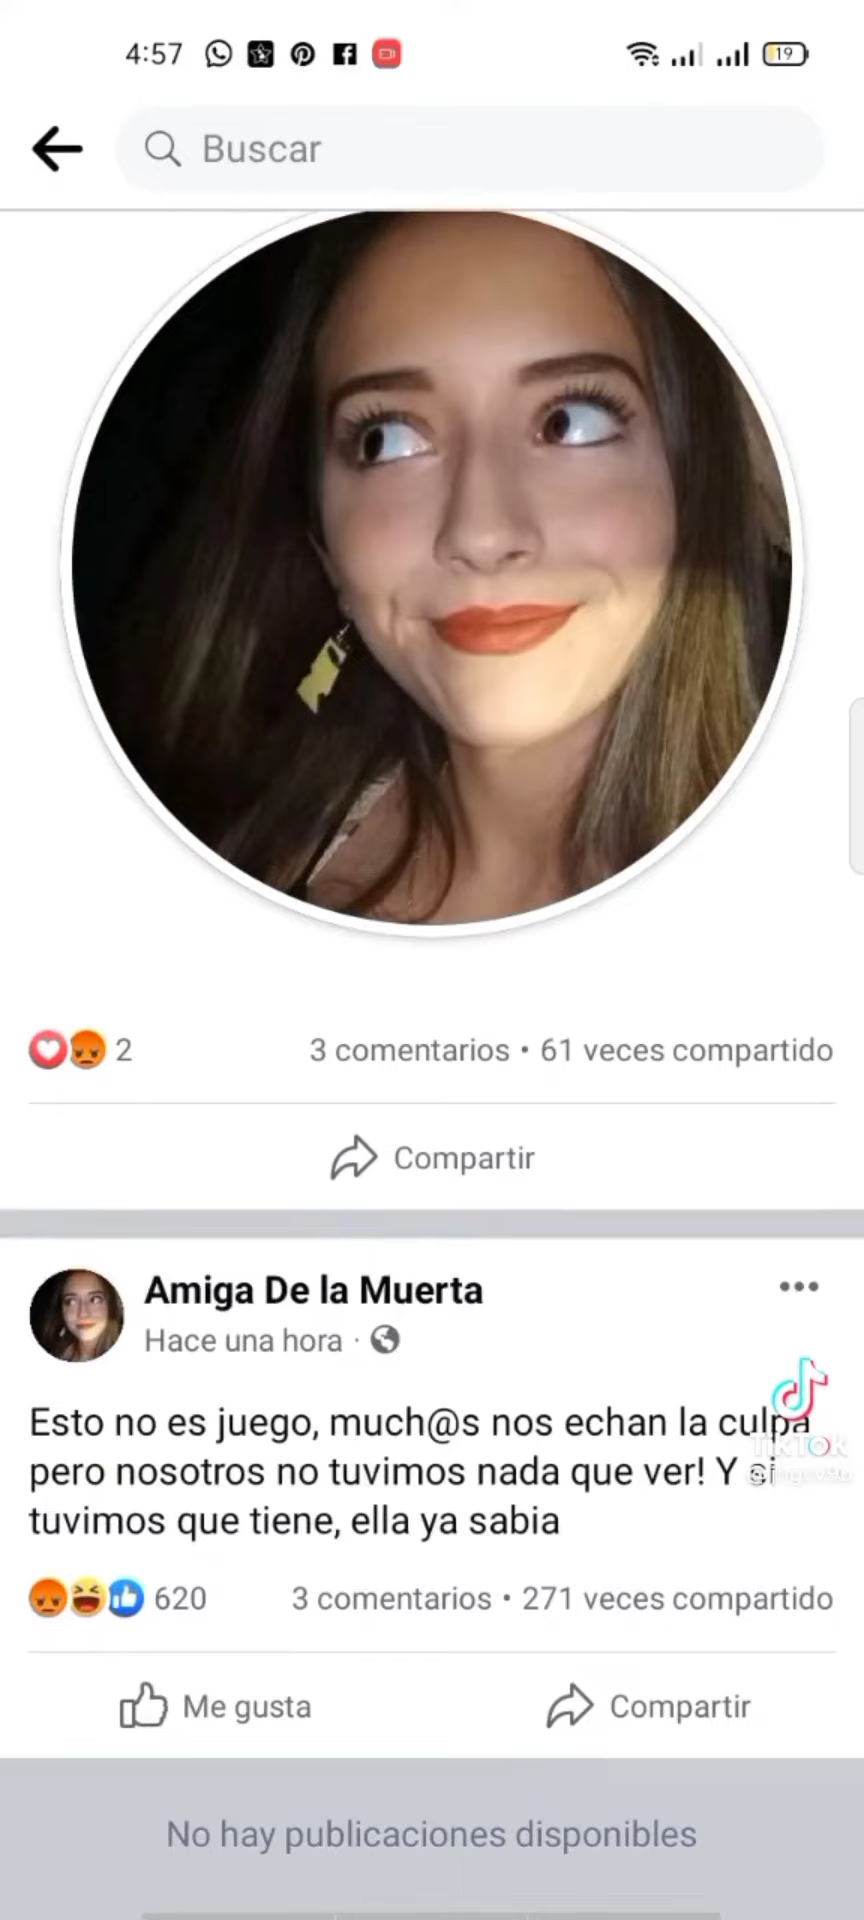 4:57
19
Buscar
2
3 comentarios • 61 veces compartido
Compartir
Amiga De la Muerta
Hace una hora ·
Esto no es juego, much@s nos echan la culpa
pero nosotros no tuvimos nada que ver! Y si
tuvimos que tiene, ella ya sabia
TikTok
620
3 comentarios • 271 veces compartido
Me gusta
Compartir
No hay publicaciones disponibles